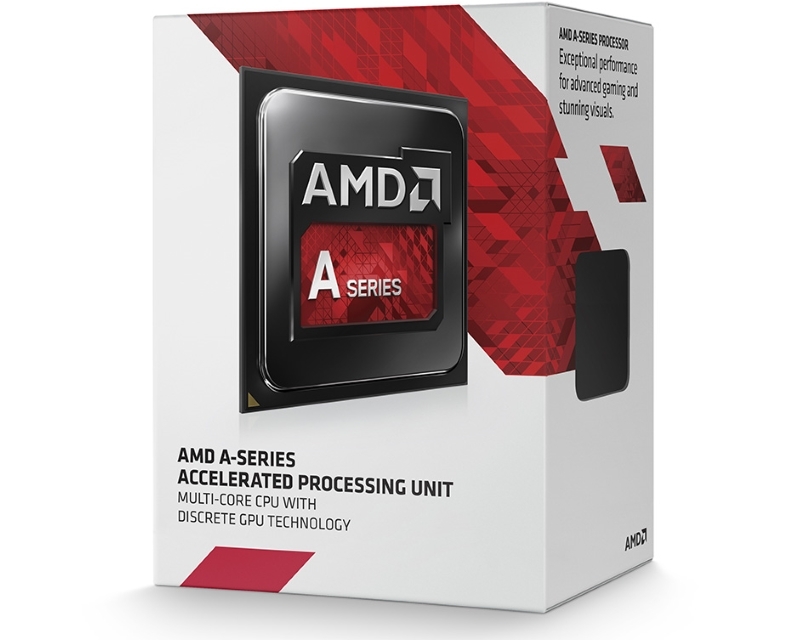 AMD
A SERIES
AMD A-SERIES
ACCELERATED PROCESSING UNIT
MULTI-CORE CPU WITH
DISCRETE GPU TECHNOLOGY
AMD A-SERIES PROCESSOR
Exceptional performance
for advanced gaming and
stunning visuals.
AMD